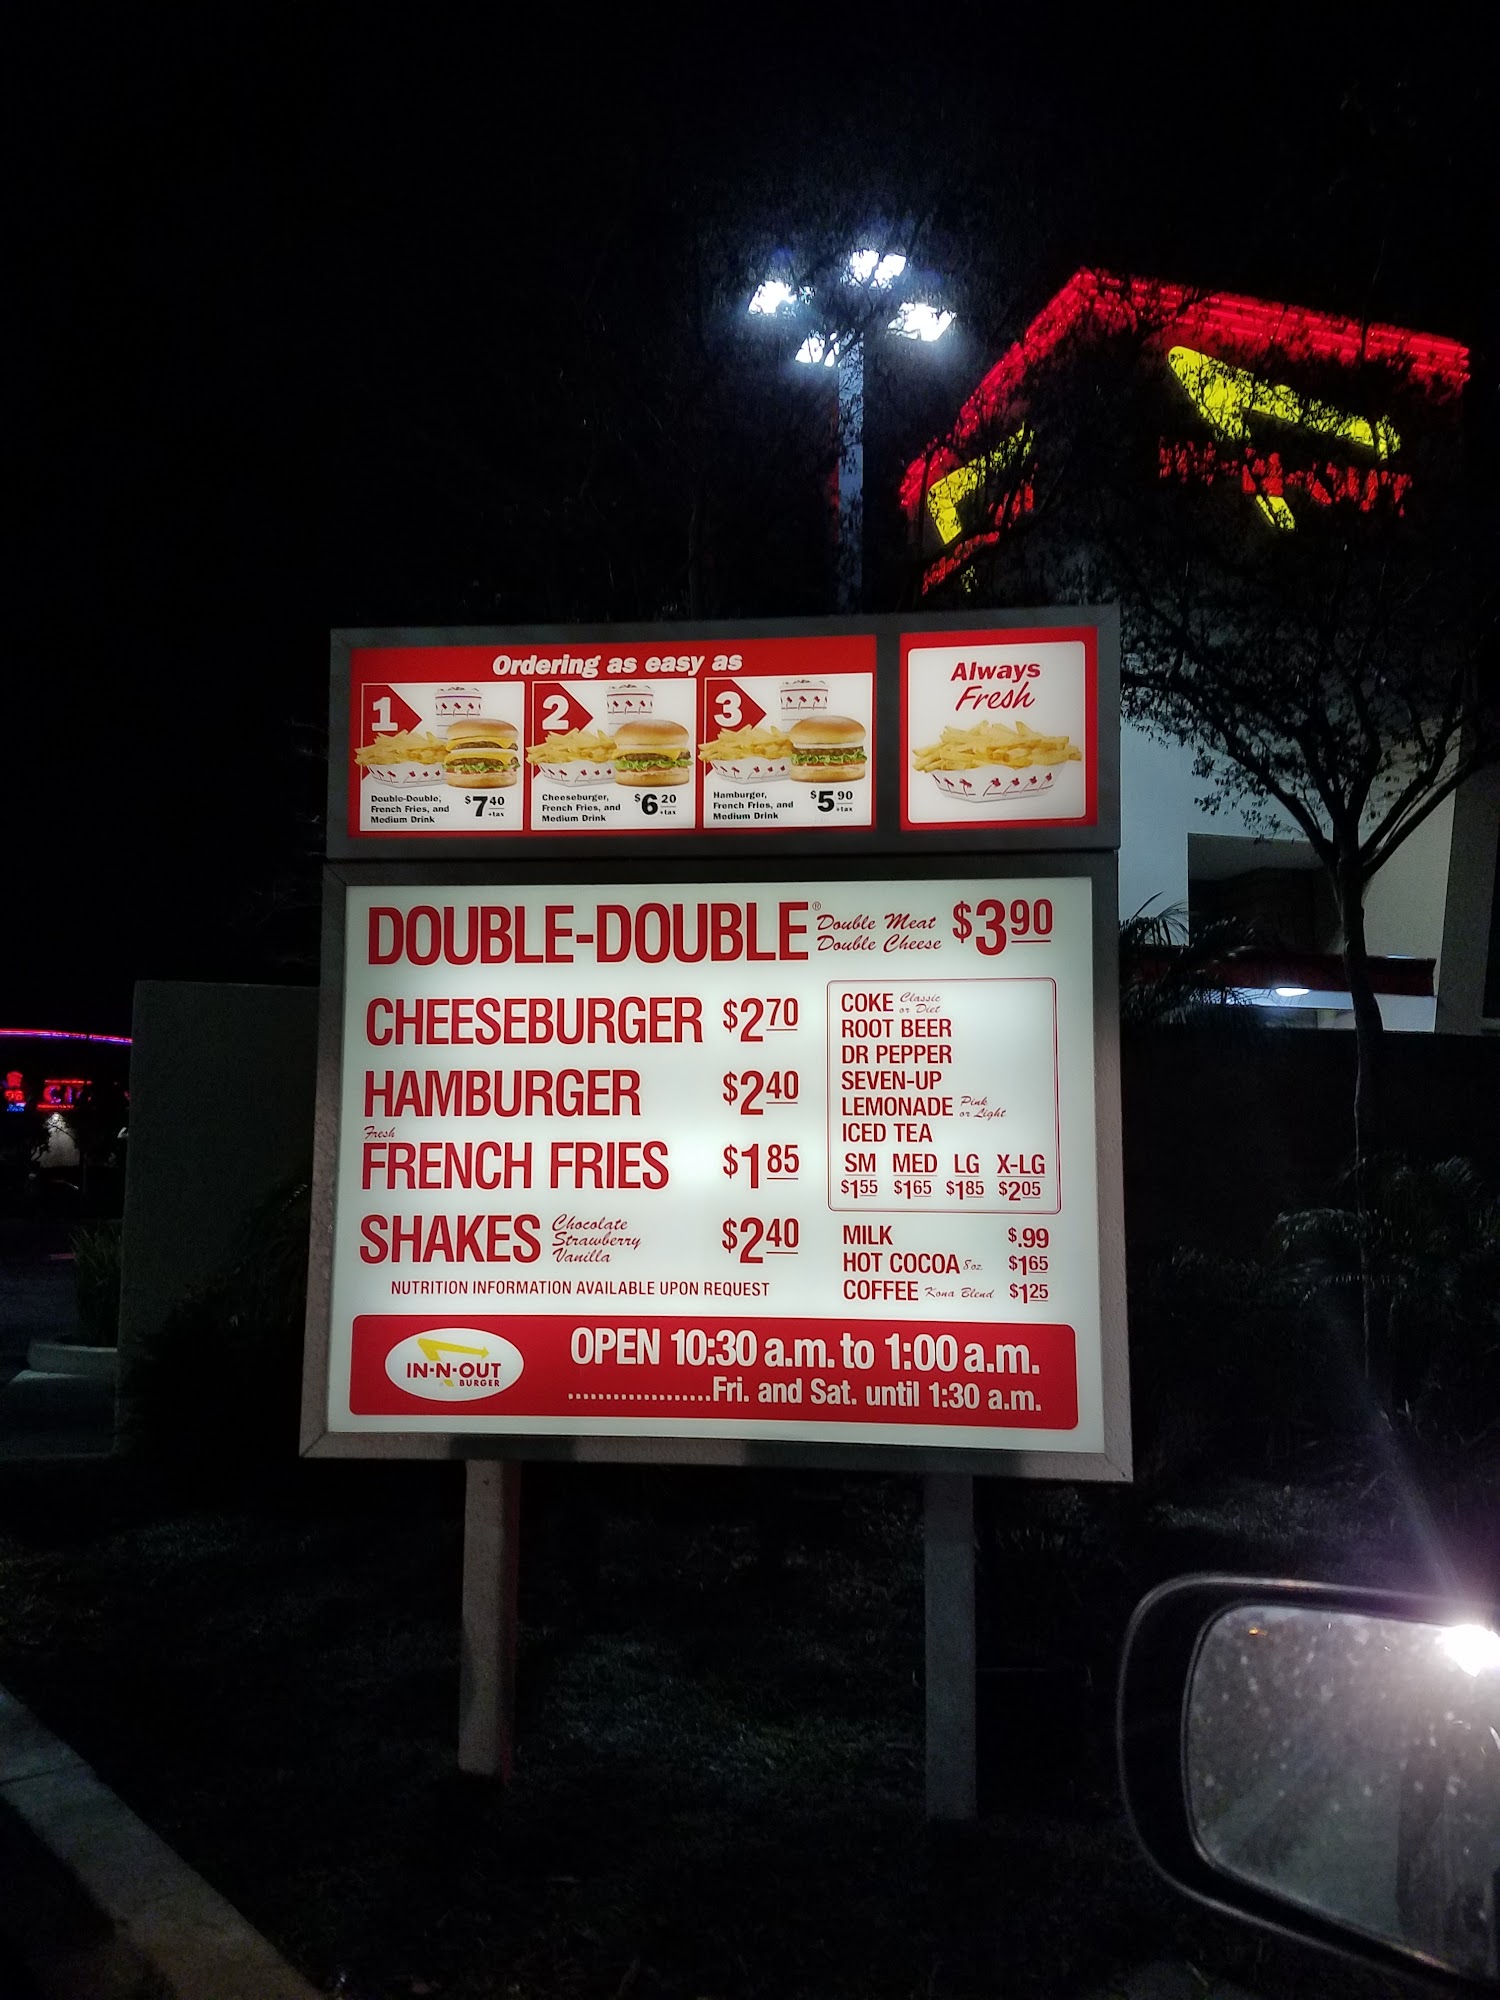 IN-N-OUT
Ordering as easy as
1
2
3
Double-Double,
French Fries, and
Medium Drink
$7 40
+tax
Cheeseburger,
French Fries, and
Medium Drink
$6 20
+tax
Hamburger,
French Fries, and
Medium Drink
$5 90
+tax
Always
Fresh
DOUBLE-DOUBLE® Double Meat
Double Cheese
$3 90
CHEESEBURGER $2 70
HAMBURGER $2 40
Fresh
FRENCH FRIES $1 85
SHAKES Chocolate
Strawberry
Vanilla
$2 40
NUTRITION INFORMATION AVAILABLE UPON REQUEST
COKE Classic
or Diet
ROOT BEER
DR PEPPER
SEVEN-UP
LEMONADE Pink
or Light
ICED TEA
SM MED LG X-LG
$1 55 $1 65 $1 85 $2 05
MILK $.99
HOT COCOA 8 oz. $1 65
COFFEE Kona Blend $1 25
IN-N-OUT
BURGER
OPEN 10:30 a.m. to 1:00 a.m.
...................Fri. and Sat. until 1:30 a.m.